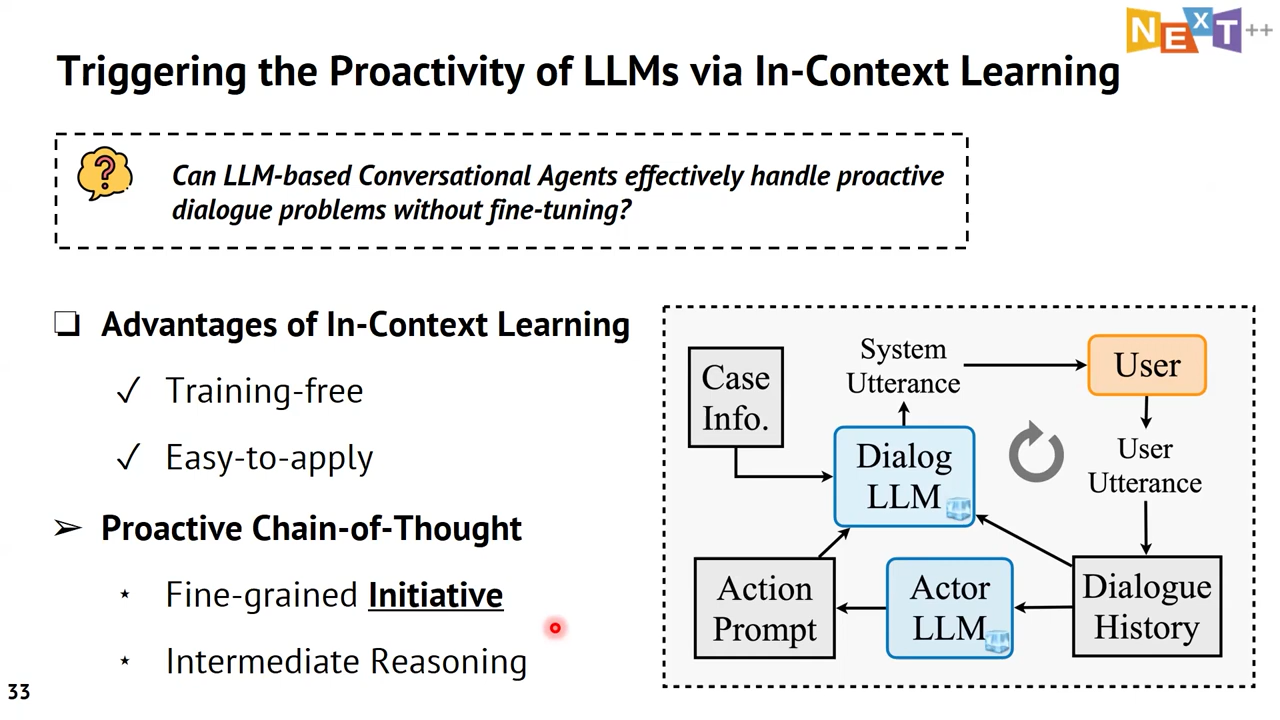 NExT++
Triggering the Proactivity of LLMs via In-Context Learning
?
Can LLM-based Conversational Agents effectively handle proactive
dialogue problems without fine-tuning?
❏ Advantages of In-Context Learning
✓ Training-free
✓ Easy-to-apply
➢ Proactive Chain-of-Thought
⋆ Fine-grained Initiative
⋆ Intermediate Reasoning
Case
Info.
System
Utterance
User
Dialog
LLM
User
Utterance
Action
Prompt
Actor
LLM
Dialogue
History
33